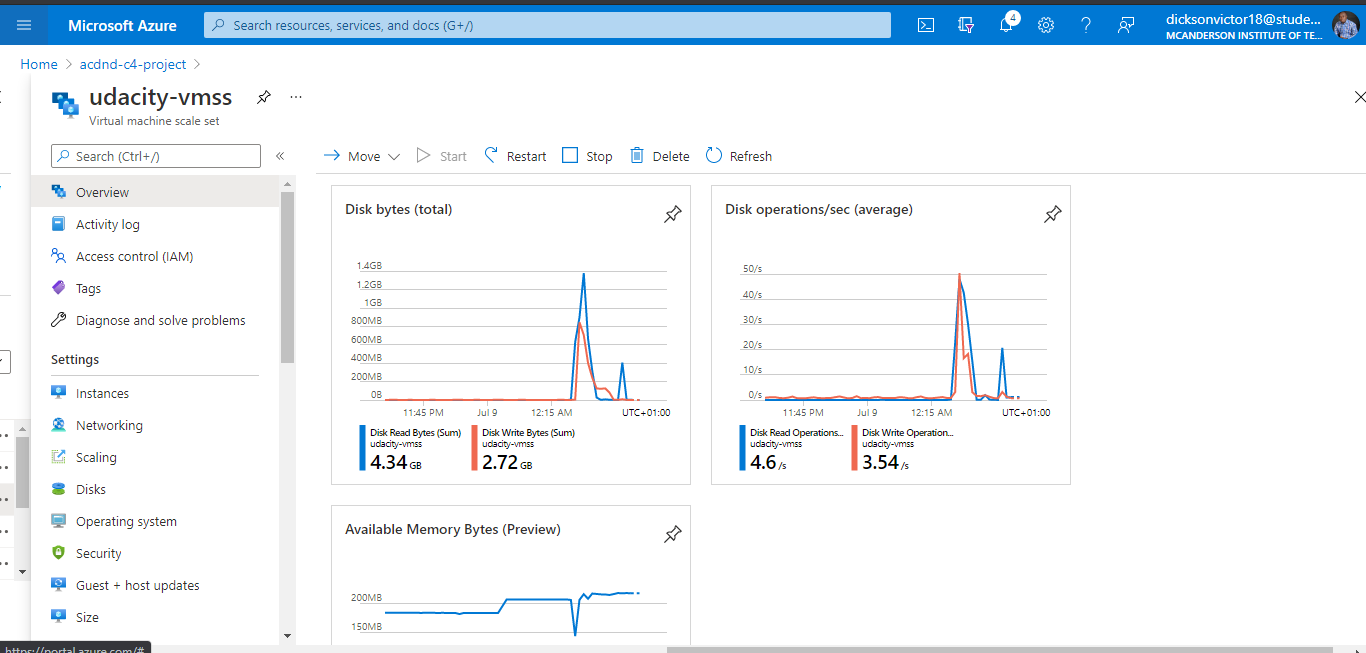 Microsoft Azure
Search resources, services, and docs (G+/)
4
dicksonvictor18@stude...
MCANDERSON INSTITUTE OF TE...
Home > acdnd-c4-project >
udacity-vmss
Virtual machine scale set
Search (Ctrl+/)
«
Overview
Activity log
Access control (IAM)
Tags
Diagnose and solve problems
Settings
Instances
Networking
Scaling
Disks
Operating system
Security
Guest + host updates
Size
Move
Start
Restart
Stop
Delete
Refresh
Disk bytes (total)
1.4GB
1.2GB
1GB
800MB
600MB
400MB
200MB
0B
11:45 PM Jul 9 12:15 AM UTC+01:00
Disk Read Bytes (Sum)
udacity-vmss
4.34 GB
Disk Write Bytes (Sum)
udacity-vmss
2.72 GB
Disk operations/sec (average)
50/s
40/s
30/s
20/s
10/s
0/s
11:45 PM Jul 9 12:15 AM UTC+01:00
Disk Read Operations...
udacity-vmss
4.6 /s
Disk Write Operation...
udacity-vmss
3.54 /s
Available Memory Bytes (Preview)
200MB
150MB
https://portal.azure.com/#